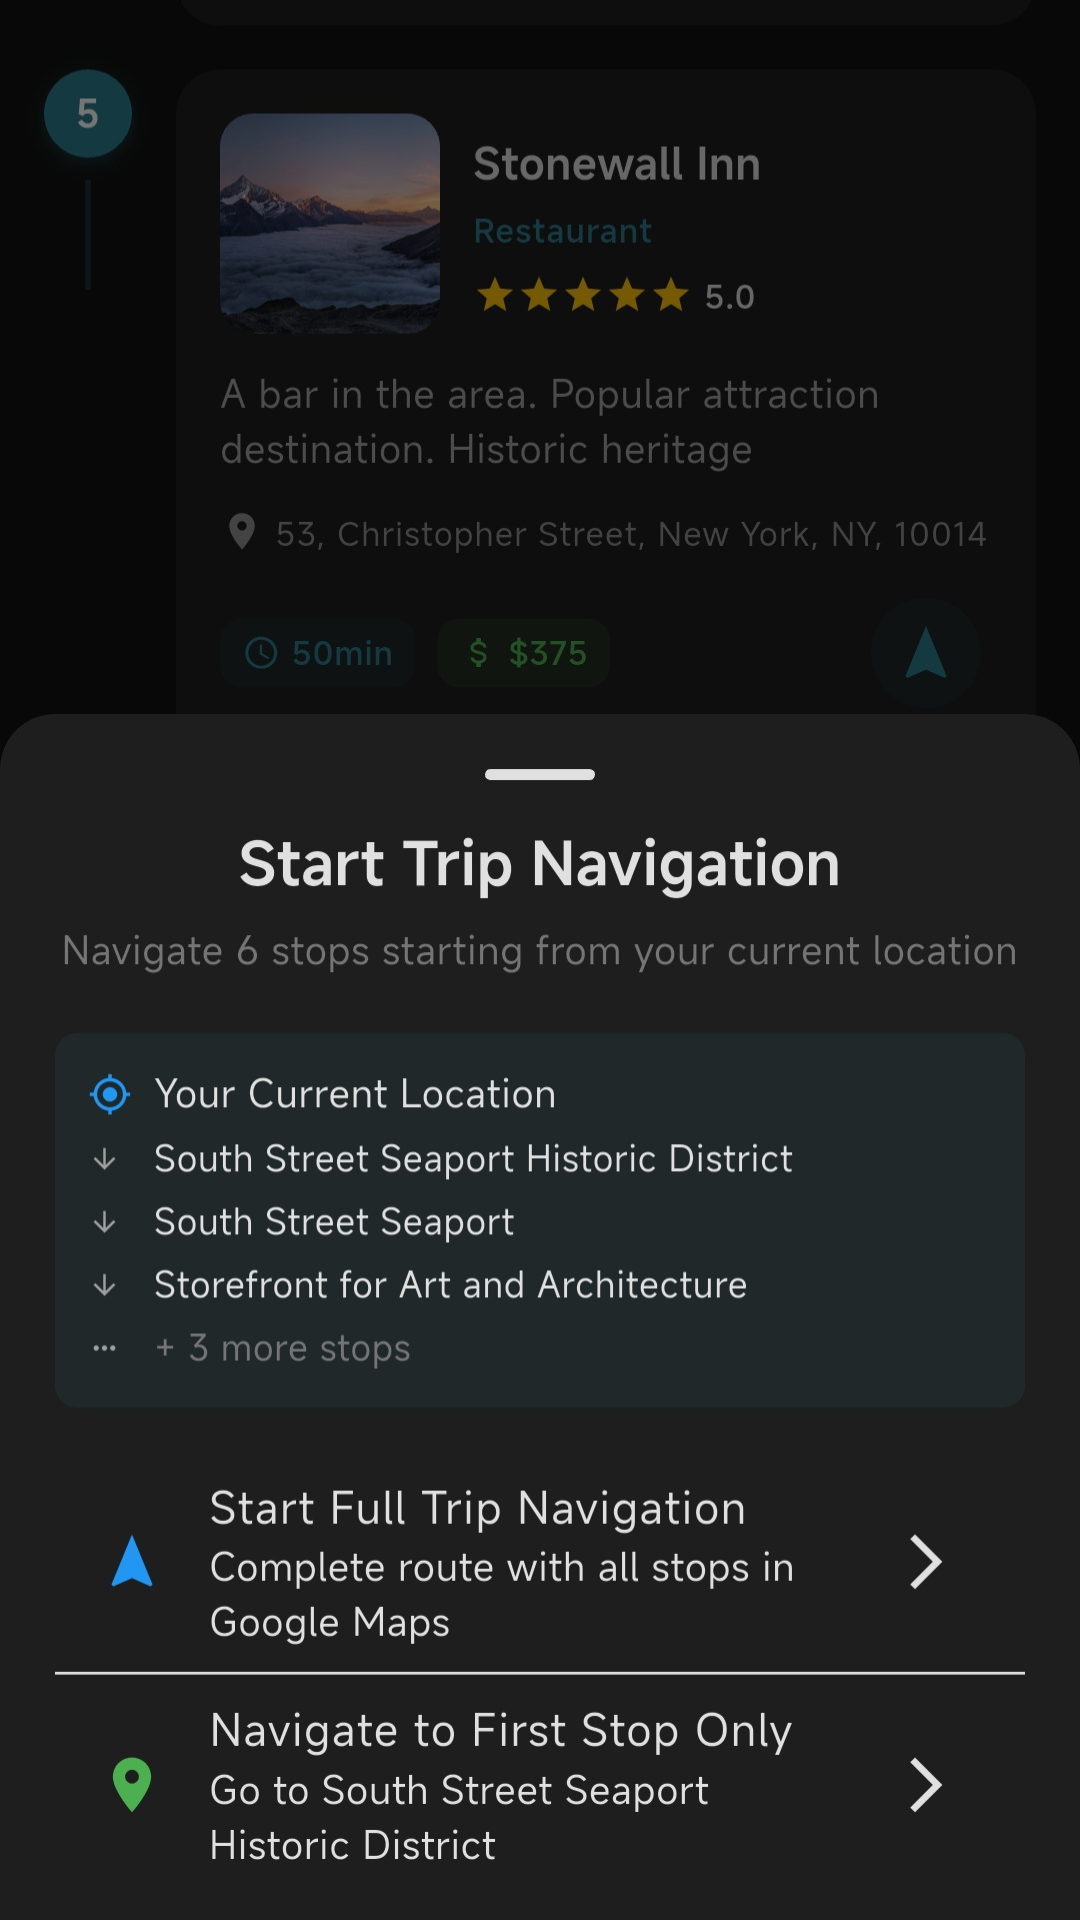 5
Stonewall Inn
Restaurant
5.0
A bar in the area. Popular attraction
destination. Historic heritage
53, Christopher Street, New York, NY, 10014
50min
$ $375
Start Trip Navigation
Navigate 6 stops starting from your current location
Your Current Location
South Street Seaport Historic District
South Street Seaport
Storefront for Art and Architecture
+ 3 more stops
Start Full Trip Navigation
Complete route with all stops in
Google Maps
Navigate to First Stop Only
Go to South Street Seaport
Historic District